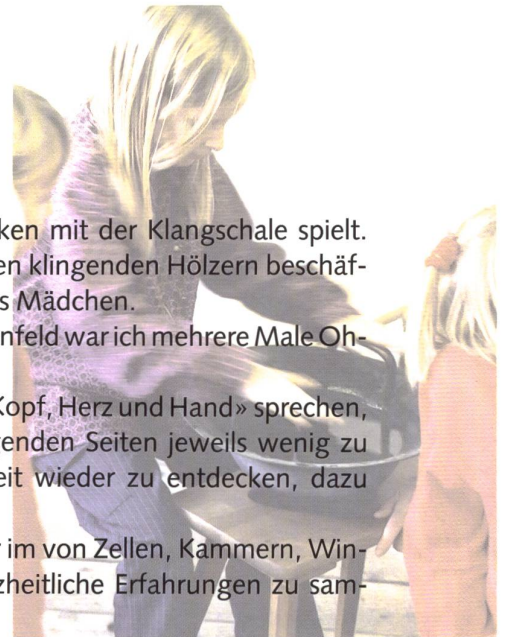 ken mit der Klangschale spielt.
en klingenden Hölzern beschäf-
s Mädchen.
nfeld war ich mehrere Male Oh-
Kopf, Herz und Hand» sprechen,
enden Seiten jeweils wenig zu
eit wieder zu entdecken, dazu
im von Zellen, Kammern, Win-
zheitliche Erfahrungen zu sam-